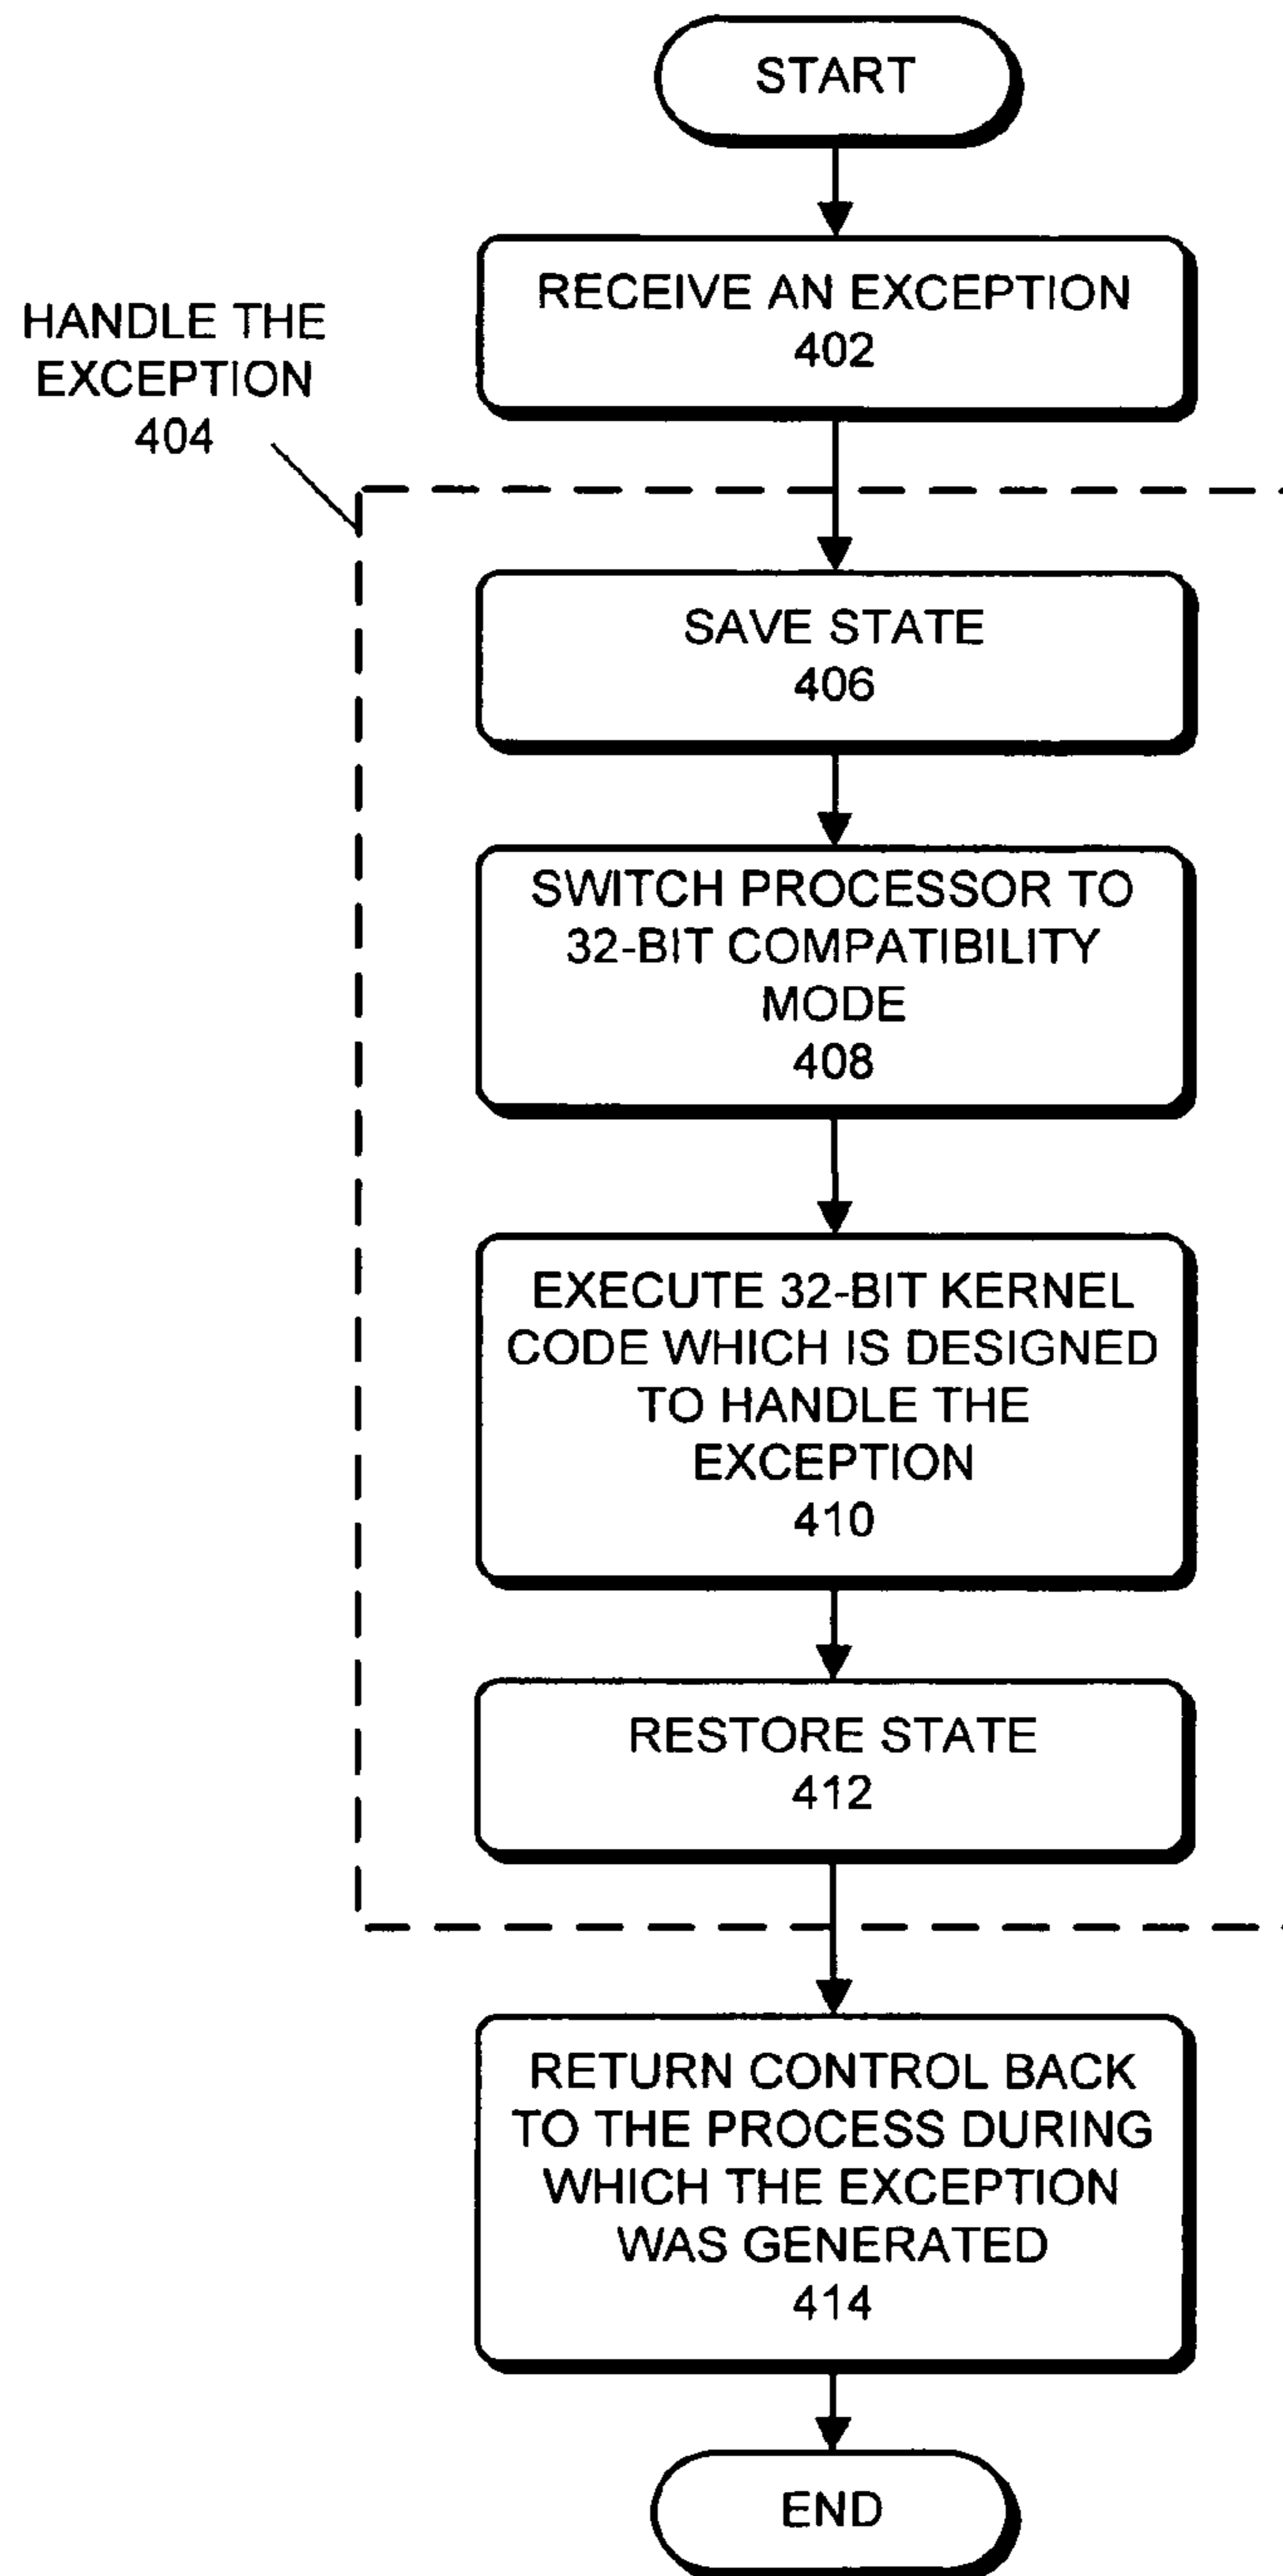 START
RECEIVE AN EXCEPTION
402
HANDLE THE
EXCEPTION
404
SAVE STATE
406
SWITCH PROCESSOR TO
32-BIT COMPATIBILITY
MODE
408
EXECUTE 32-BIT KERNEL
CODE WHICH IS DESIGNED
TO HANDLE THE
EXCEPTION
410
RESTORE STATE
412
RETURN CONTROL BACK
TO THE PROCESS DURING
WHICH THE EXCEPTION
WAS GENERATED
414
END